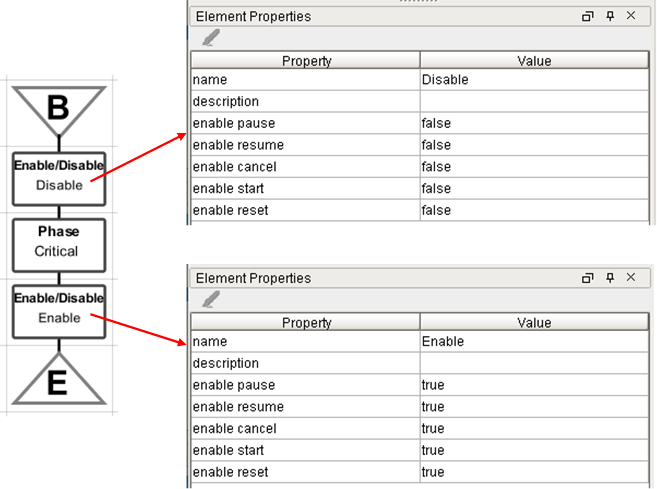 B
Enable/Disable
Disable
Phase
Critical
Enable/Disable
Enable
E
Element Properties
Property Value
name Disable
description
enable pause false
enable resume false
enable cancel false
enable start false
enable reset false
Element Properties
Property Value
name Enable
description
enable pause true
enable resume true
enable cancel true
enable start true
enable reset true